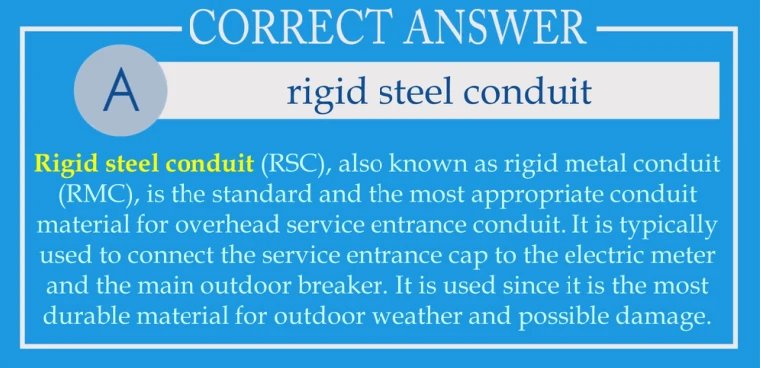 CORRECT ANSWER
A
rigid steel conduit
Rigid steel conduit (RSC), also known as rigid metal conduit
(RMC), is the standard and the most appropriate conduit
material for overhead service entrance conduit. It is typically
used to connect the service entrance cap to the electric meter
and the main outdoor breaker. It is used since it is the most
durable material for outdoor weather and possible damage.